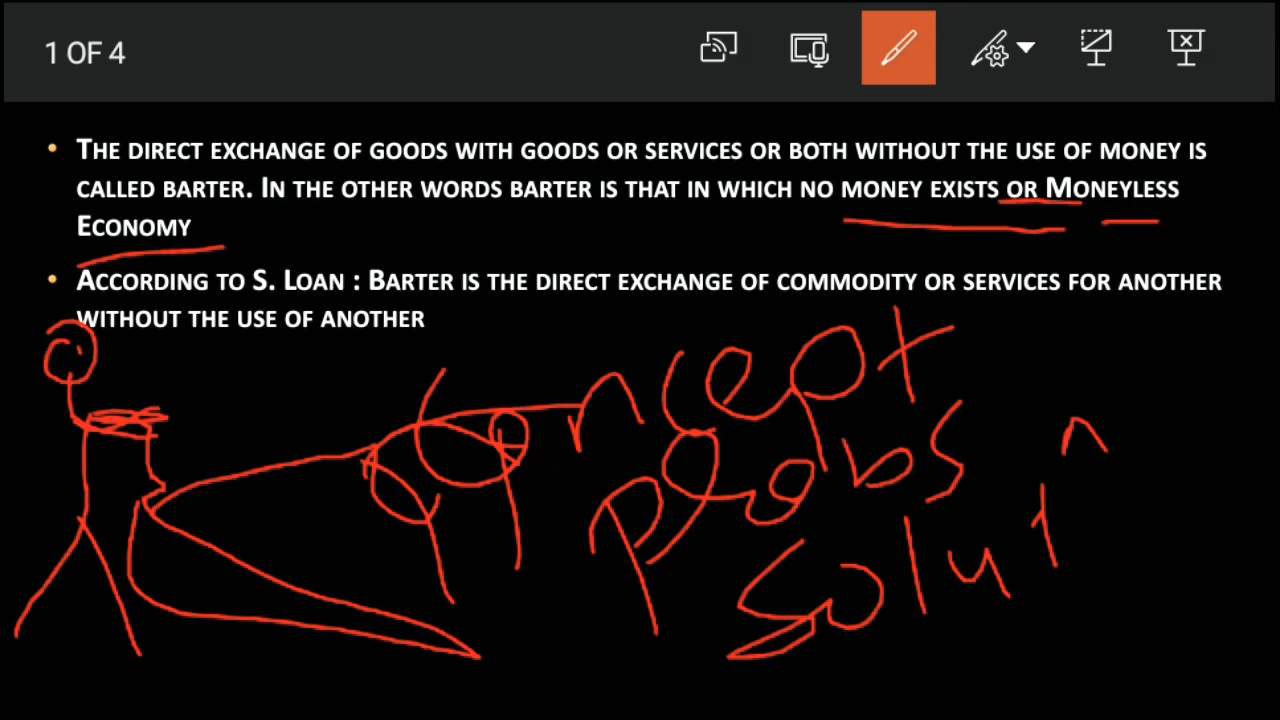 1 OF 4
• THE DIRECT EXCHANGE OF GOODS WITH GOODS OR SERVICES OR BOTH WITHOUT THE USE OF MONEY IS
CALLED BARTER. IN THE OTHER WORDS BARTER IS THAT IN WHICH NO MONEY EXISTS OR MONEYLESS
ECONOMY
• ACCORDING TO S. LOAN : BARTER IS THE DIRECT EXCHANGE OF COMMODITY OR SERVICES FOR ANOTHER
WITHOUT THE USE OF ANOTHER
Concept
Probs
Solu